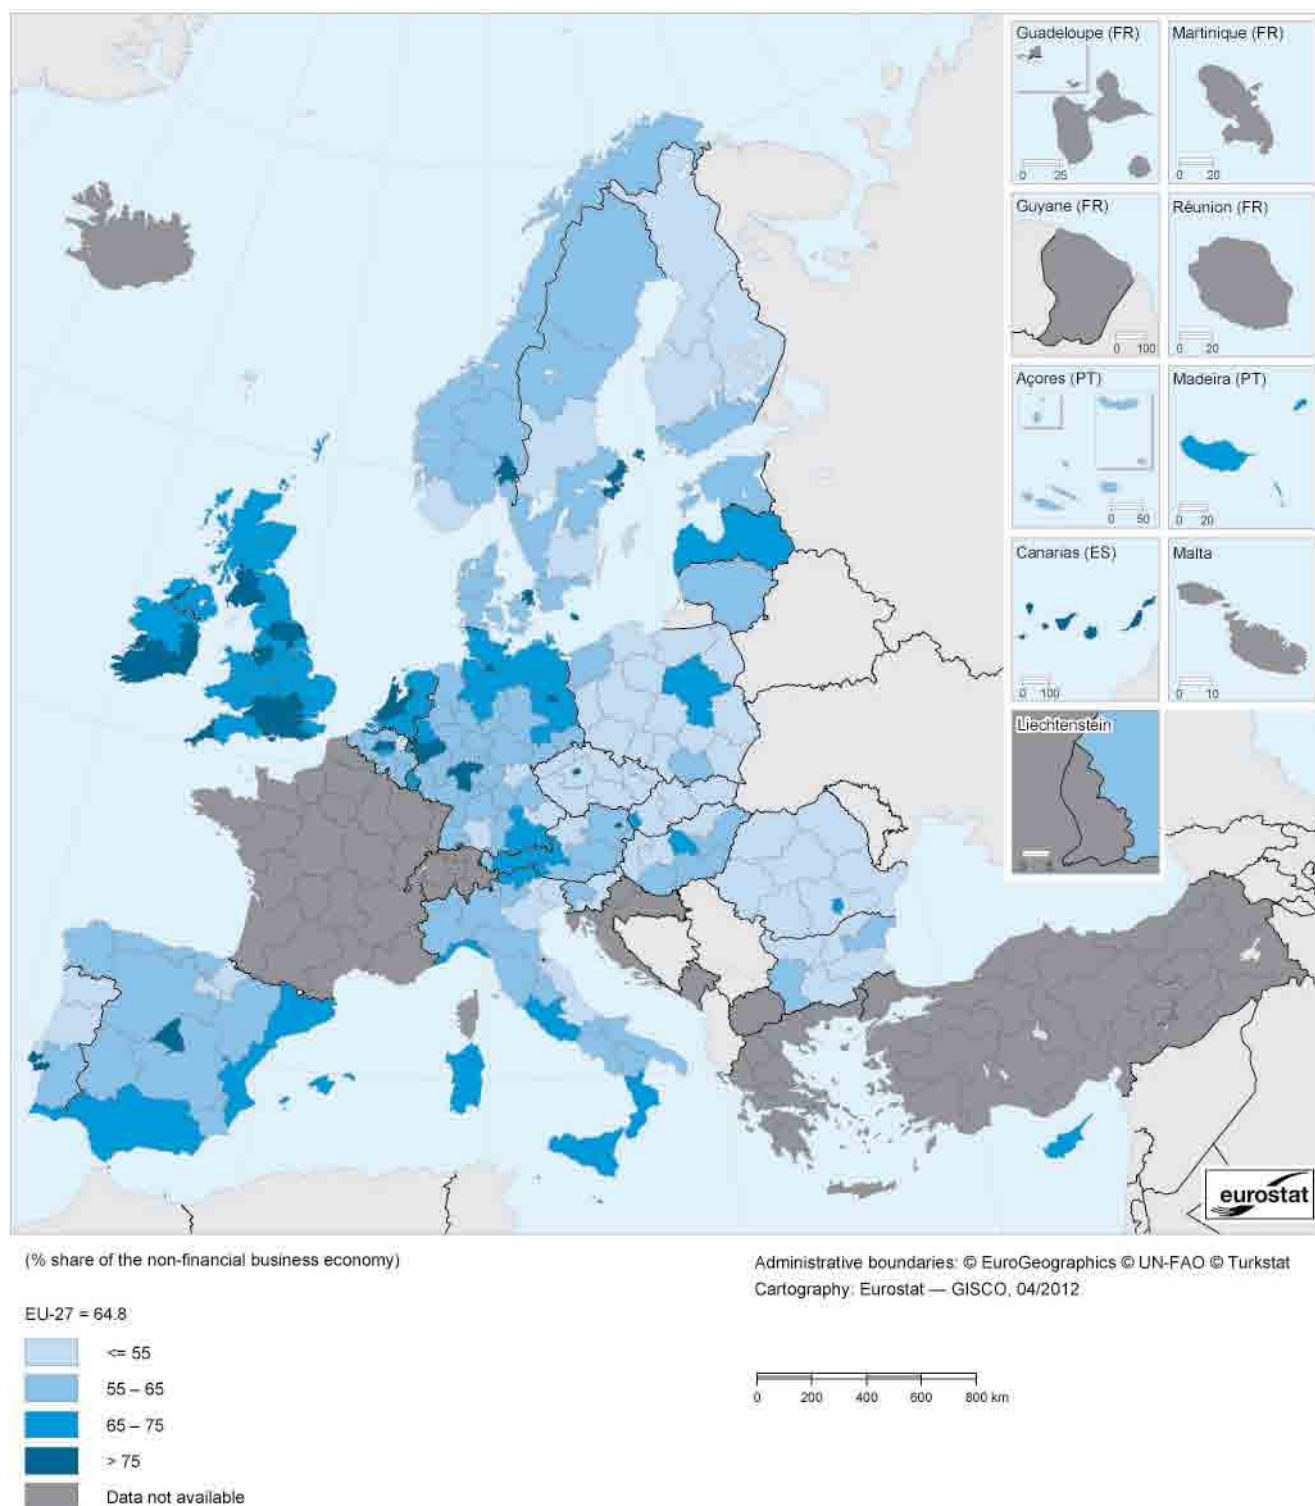 Guadeloupe (FR)
0 25
Martinique (FR)
0 20
Guyane (FR)
0 100
Réunion (FR)
0 20
Açores (PT)
0 50
Madeira (PT)
0 20
Canarias (ES)
0 100
Malta
0 10
Liechtenstein
eurostat
(% share of the non-financial business economy)
Administrative boundaries: © EuroGeographics © UN-FAO © Turkstat
Cartography: Eurostat — GISCO, 04/2012
EU-27 = 64.8
<= 55
55 – 65
65 – 75
> 75
Data not available
0 200 400 600 800 km